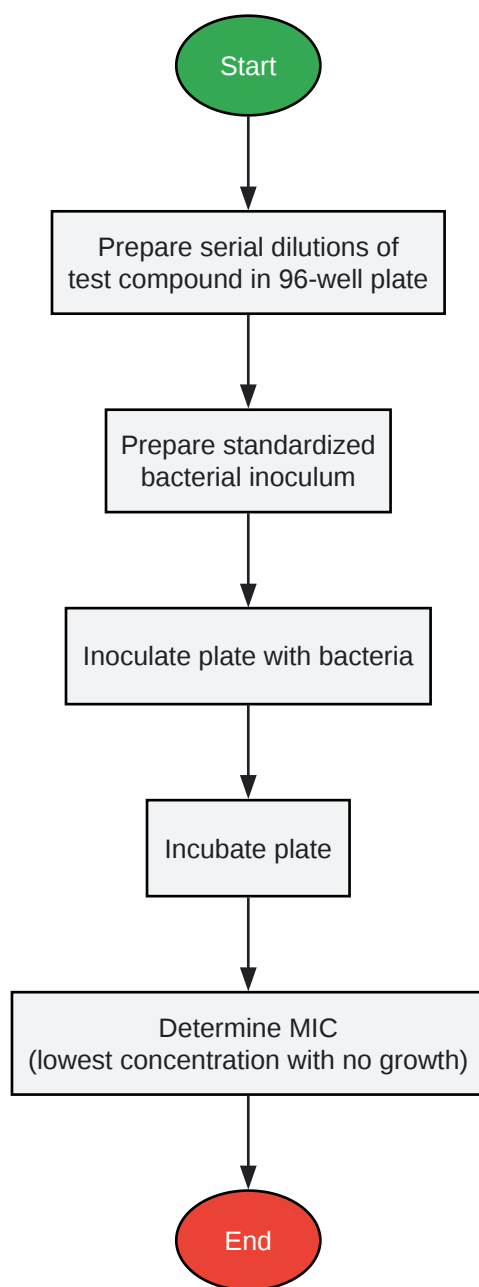 Start
Prepare serial dilutions of
test compound in 96-well plate
Prepare standardized
bacterial inoculum
Inoculate plate with bacteria
Incubate plate
Determine MIC
(lowest concentration with no growth)
End